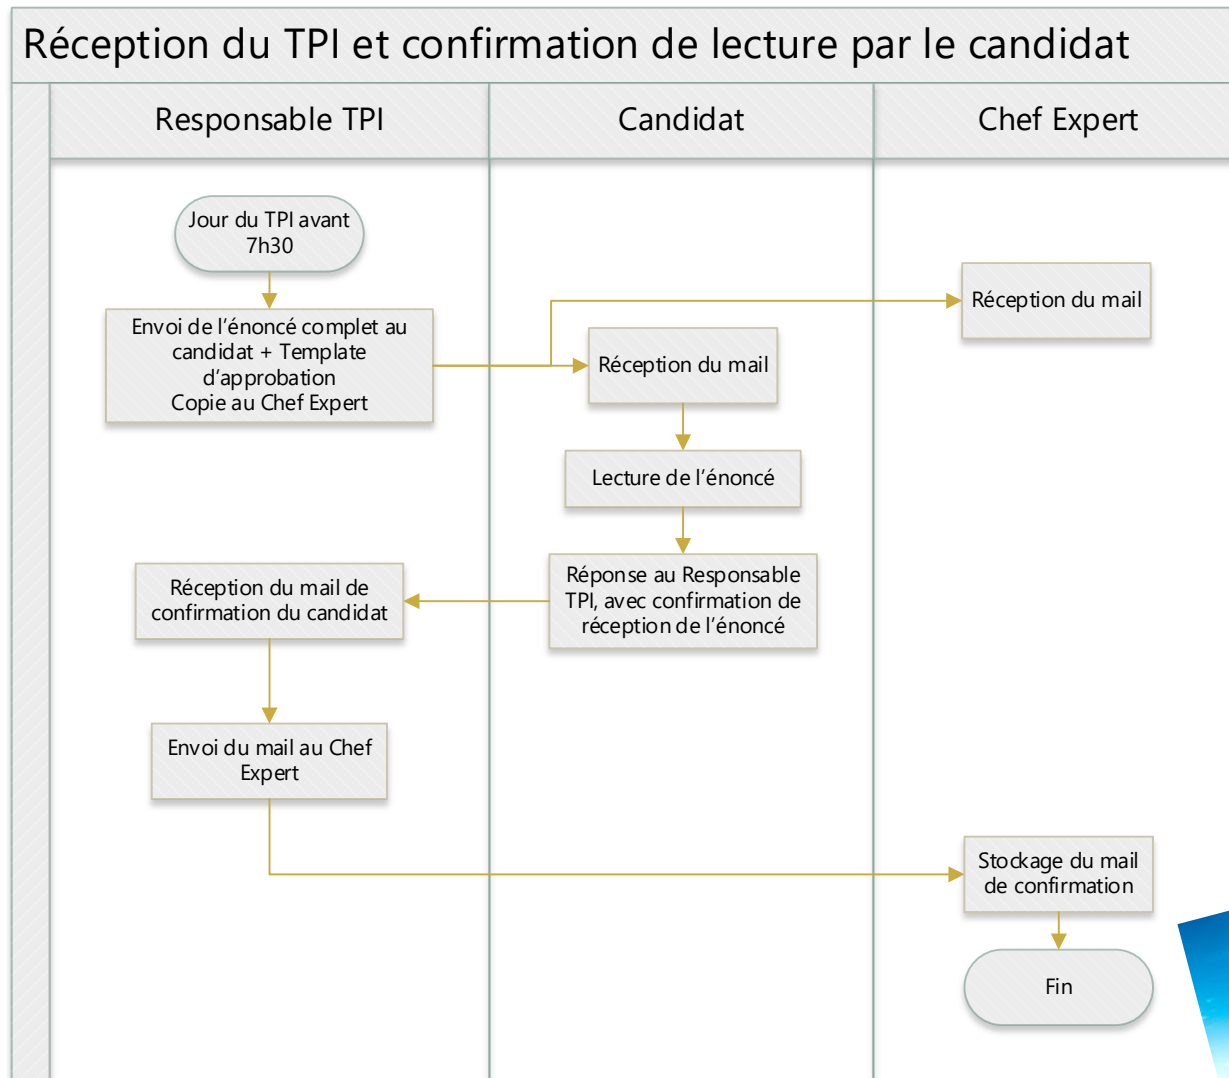 Réception du TPI et confirmation de lecture par le candidat
Responsable TPI
Candidat
Chef Expert
Jour du TPI avant
7h30
Envoi de l’énoncé complet au
candidat + Template
d’approbation
Copie au Chef Expert
Réception du mail
Réception du mail
Lecture de l’énoncé
Réponse au Responsable
TPI, avec confirmation de
réception de l’énoncé
Réception du mail de
confirmation du candidat
Envoi du mail au Chef
Expert
Stockage du mail
de confirmation
Fin